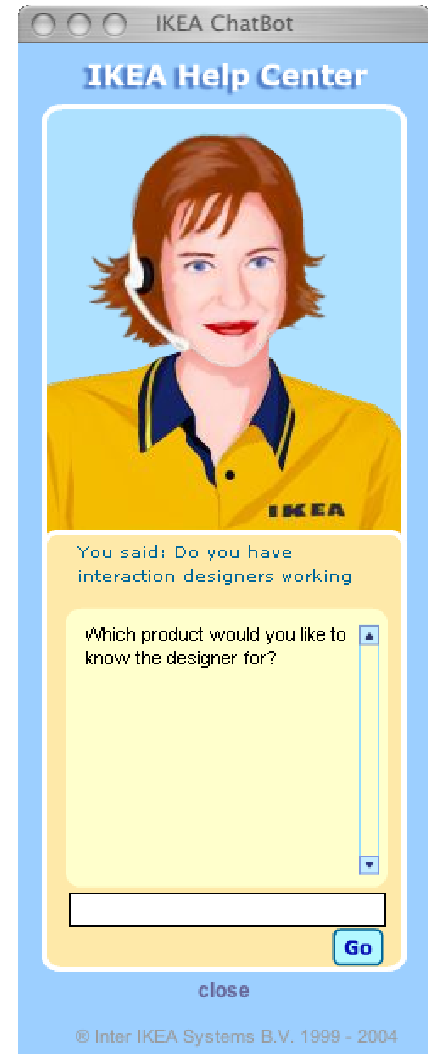 IKEA ChatBot
IKEA Help Center
IKEA
You said: Do you have
interaction designers working
Which product would you like to
know the designer for?
Go
close
® Inter IKEA Systems B.V. 1999 - 2004